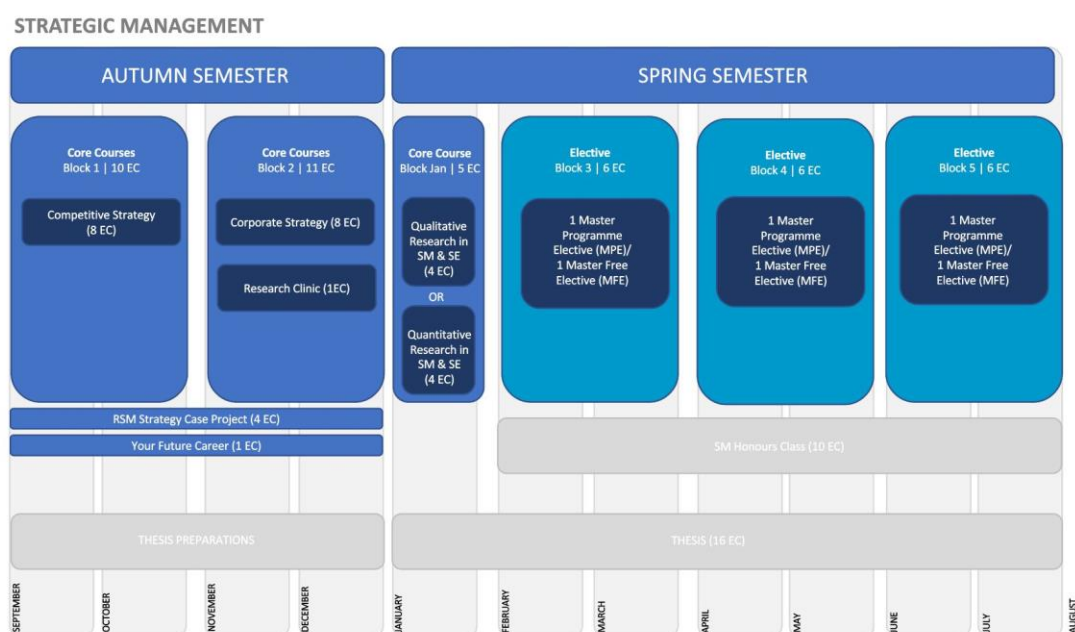 STRATEGIC MANAGEMENT
AUTUMN SEMESTER
SPRING SEMESTER
Core Courses
Block 1 | 10 EC
Competitive Strategy
(8 EC)
Core Courses
Block 2 | 11 EC
Corporate Strategy (8 EC)
Research Clinic (1EC)
Core Course
Block Jan | 5 EC
Qualitative
Research in
SM & SE
(4 EC)
OR
Quantitative
Research in
SM & SE
(4 EC)
Elective
Block 3 | 6 EC
1 Master
Programme
Elective (MPE)/
1 Master Free
Elective (MFE)
Elective
Block 4 | 6 EC
1 Master
Programme
Elective (MPE)/
1 Master Free
Elective (MFE)
Elective
Block 5 | 6 EC
1 Master
Programme
Elective (MPE)/
1 Master Free
Elective (MFE)
RSM Strategy Case Project (4 EC)
Your Future Career (1 EC)
SM Honours Class (10 EC)
THESIS PREPARATIONS
THESIS (16 EC)
SEPTEMBER
OCTOBER
NOVEMBER
DECEMBER
JANUARY
FEBRUARY
MARCH
APRIL
MAY
JUNE
JULY
AUGUST